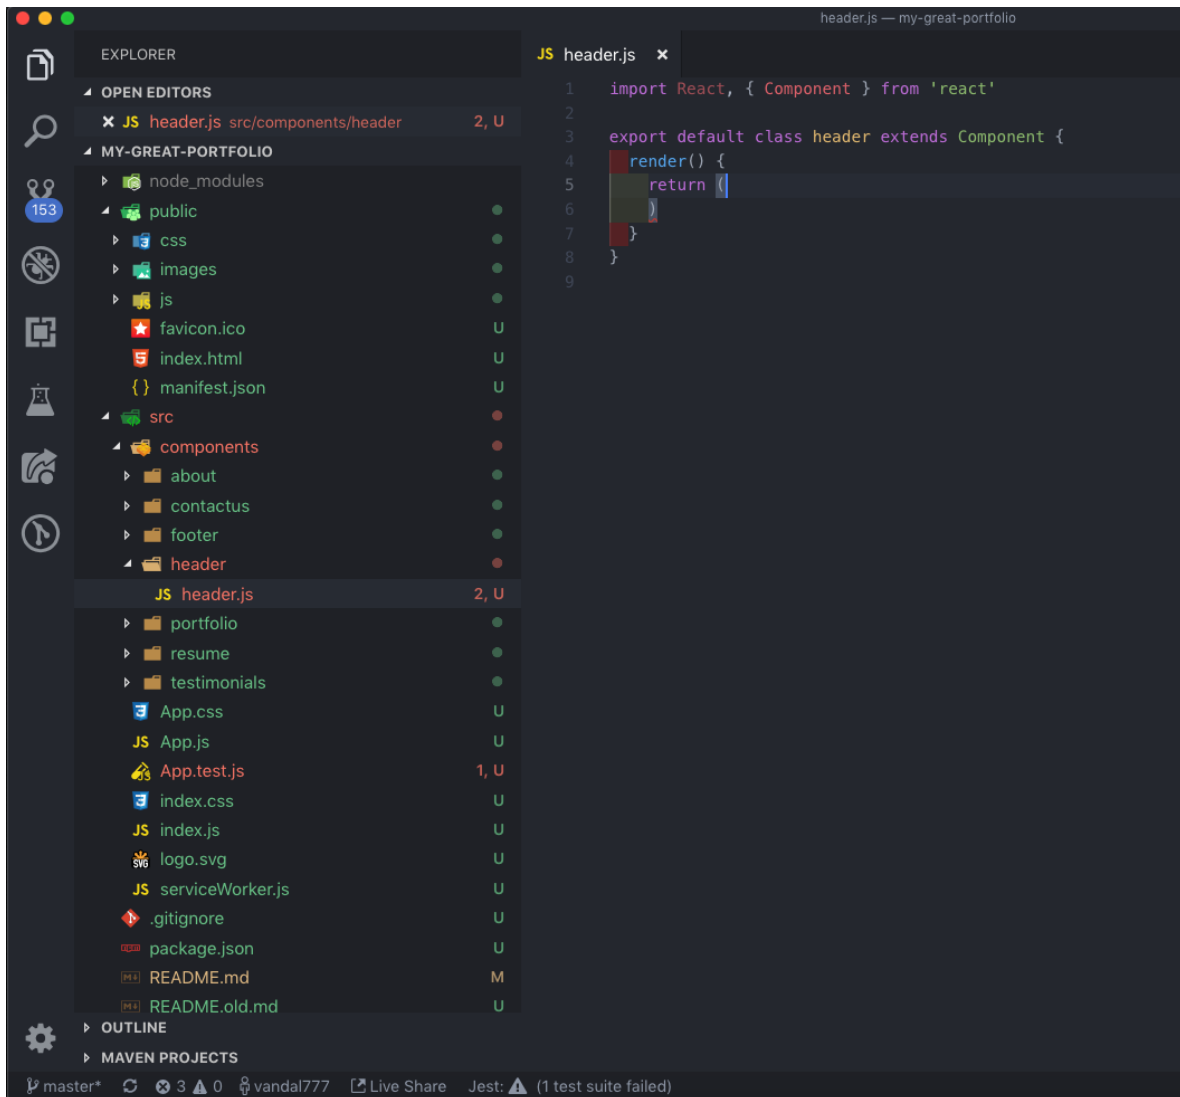 header.js — my-great-portfolio
EXPLORER
OPEN EDITORS
JS header.js src/components/header 2, U
MY-GREAT-PORTFOLIO
node_modules
public
css
images
js
favicon.ico U
index.html U
{ } manifest.json U
src
components
about
contactus
footer
header
JS header.js 2, U
portfolio
resume
testimonials
App.css U
JS App.js U
App.test.js 1, U
index.css U
JS index.js U
SVG logo.svg U
JS serviceWorker.js U
.gitignore U
package.json U
README.md M
README.old.md U
OUTLINE
MAVEN PROJECTS
153
JS header.js ×
1 import React, { Component } from 'react'
2
3 export default class header extends Component {
4 render() {
5 return (
6 )
7 }
8 }
9
master* 3 0 vandal777 Live Share Jest: (1 test suite failed)